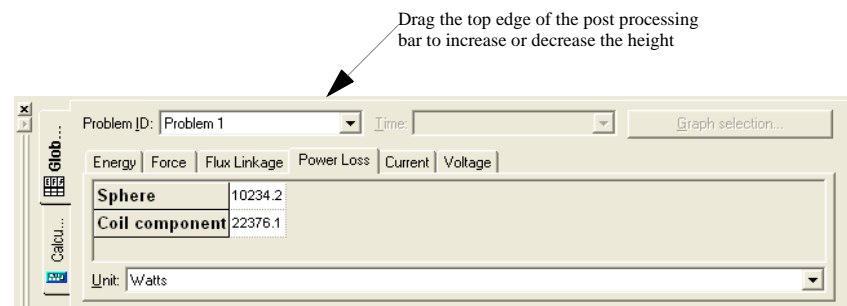 Drag the top edge of the post processing
bar to increase or decrease the height
Problem ID: Problem 1 Time: Graph selection...
Glob...
Calcu...
Energy Force Flux Linkage Power Loss Current Voltage
Sphere 10234.2
Coil component 22376.1
Unit: Watts